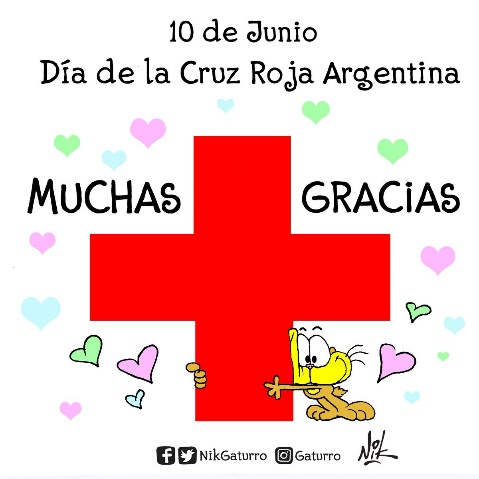 10 de Junio
Día de la Cruz Roja Argentina
MUCHAS GRACiAS
NikGaturro Gaturro
Nik